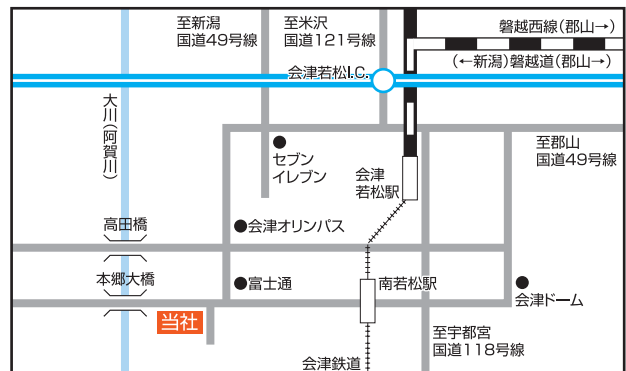 至新潟
国道49号線
至米沢
国道121号線
磐越西線(郡山→)
(←新潟)磐越道(郡山→)
会津若松I.C.
大川(阿賀川)
セブン
イレブン
会津
若松駅
至郡山
国道49号線
高田橋
●会津オリンパス
本郷大橋
●富士通
南若松駅
会津ドーム
当社
至宇都宮
国道118号線
会津鉄道